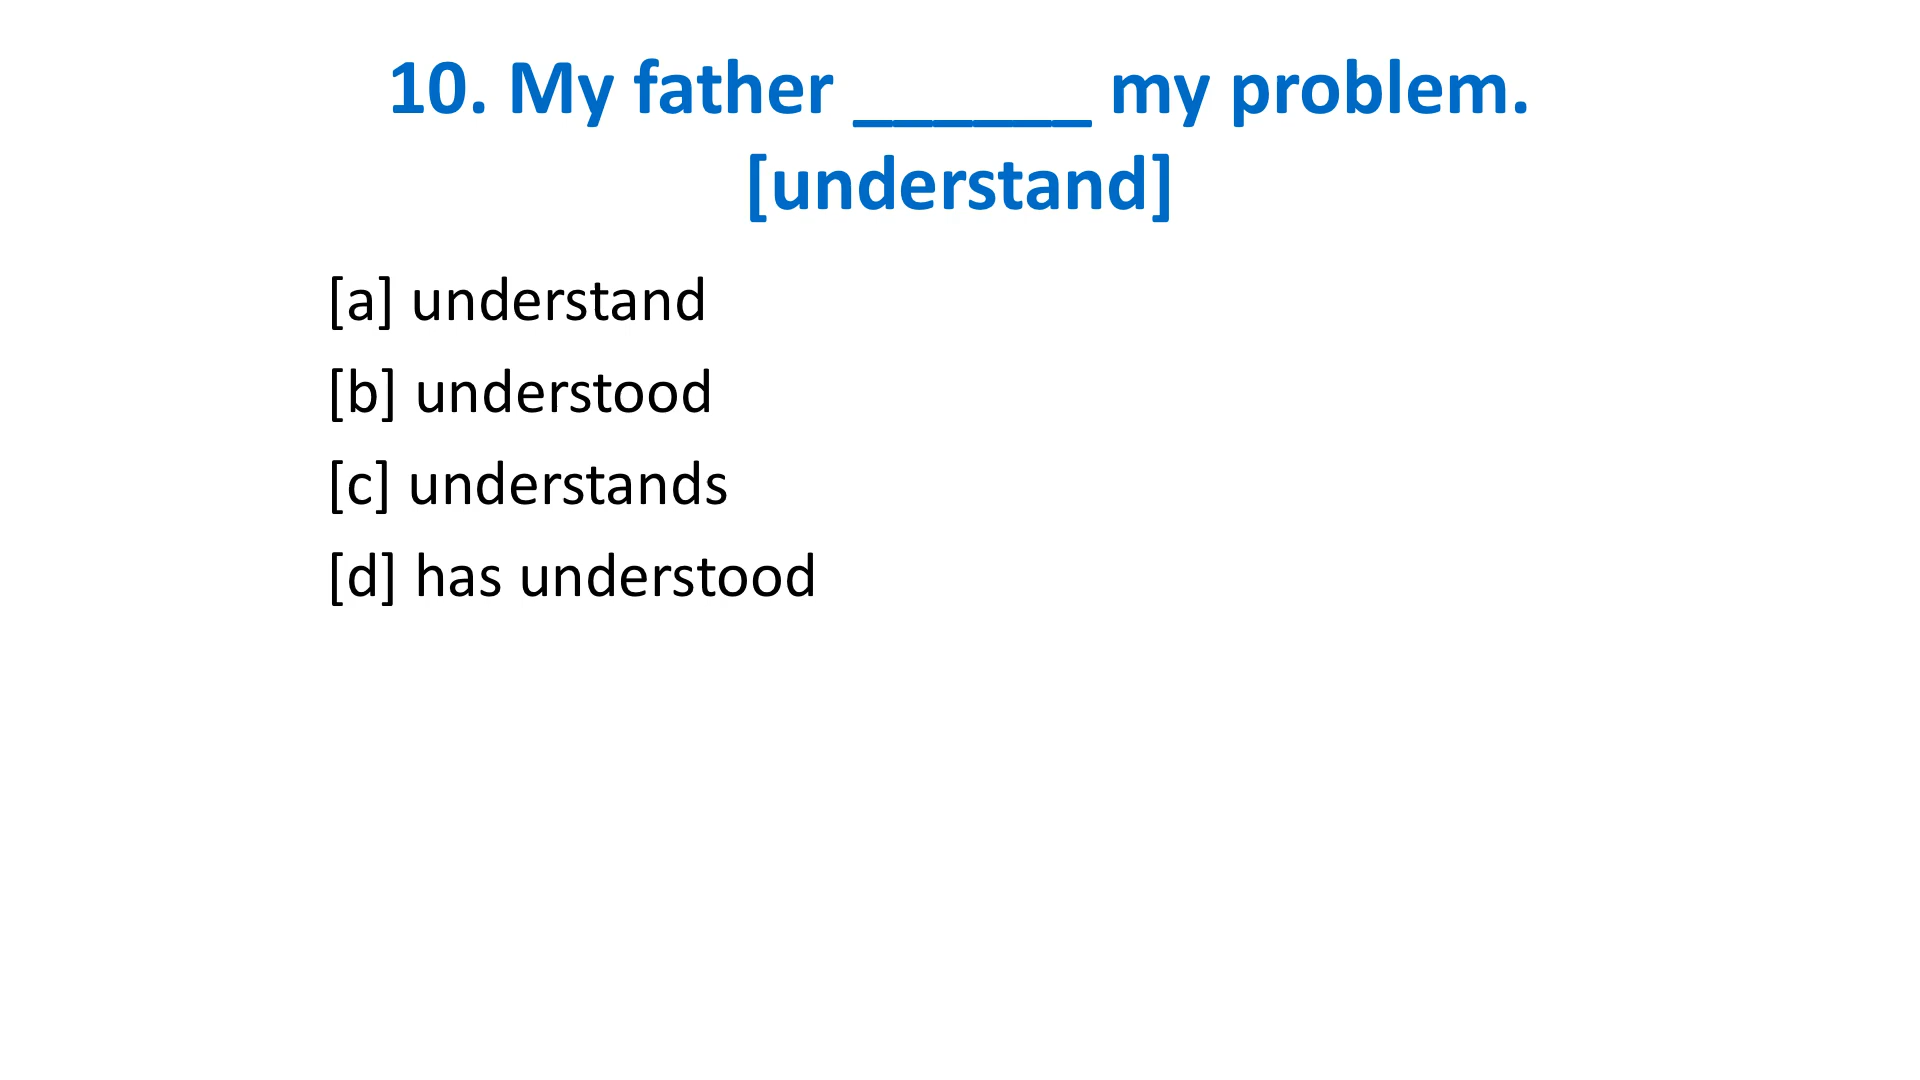 10. My father ______ my problem.
[understand]
[a] understand
[b] understood
[c] understands
[d] has understood